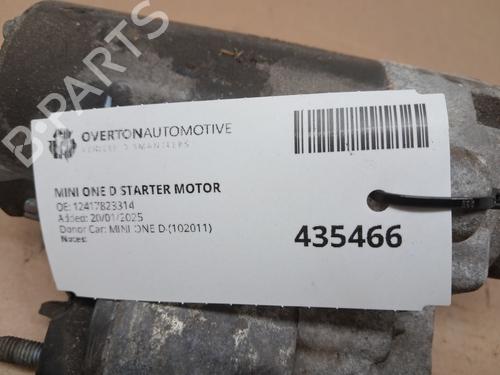 B-PARTS
OVERTONAUTOMOTIVE
VEHICLE DISMANTLERS
MINI ONE D STARTER MOTOR
OE: 12417823314
Added: 20/01/2025
Donor Car: MINI ONE D (102011)
Notes:
435466